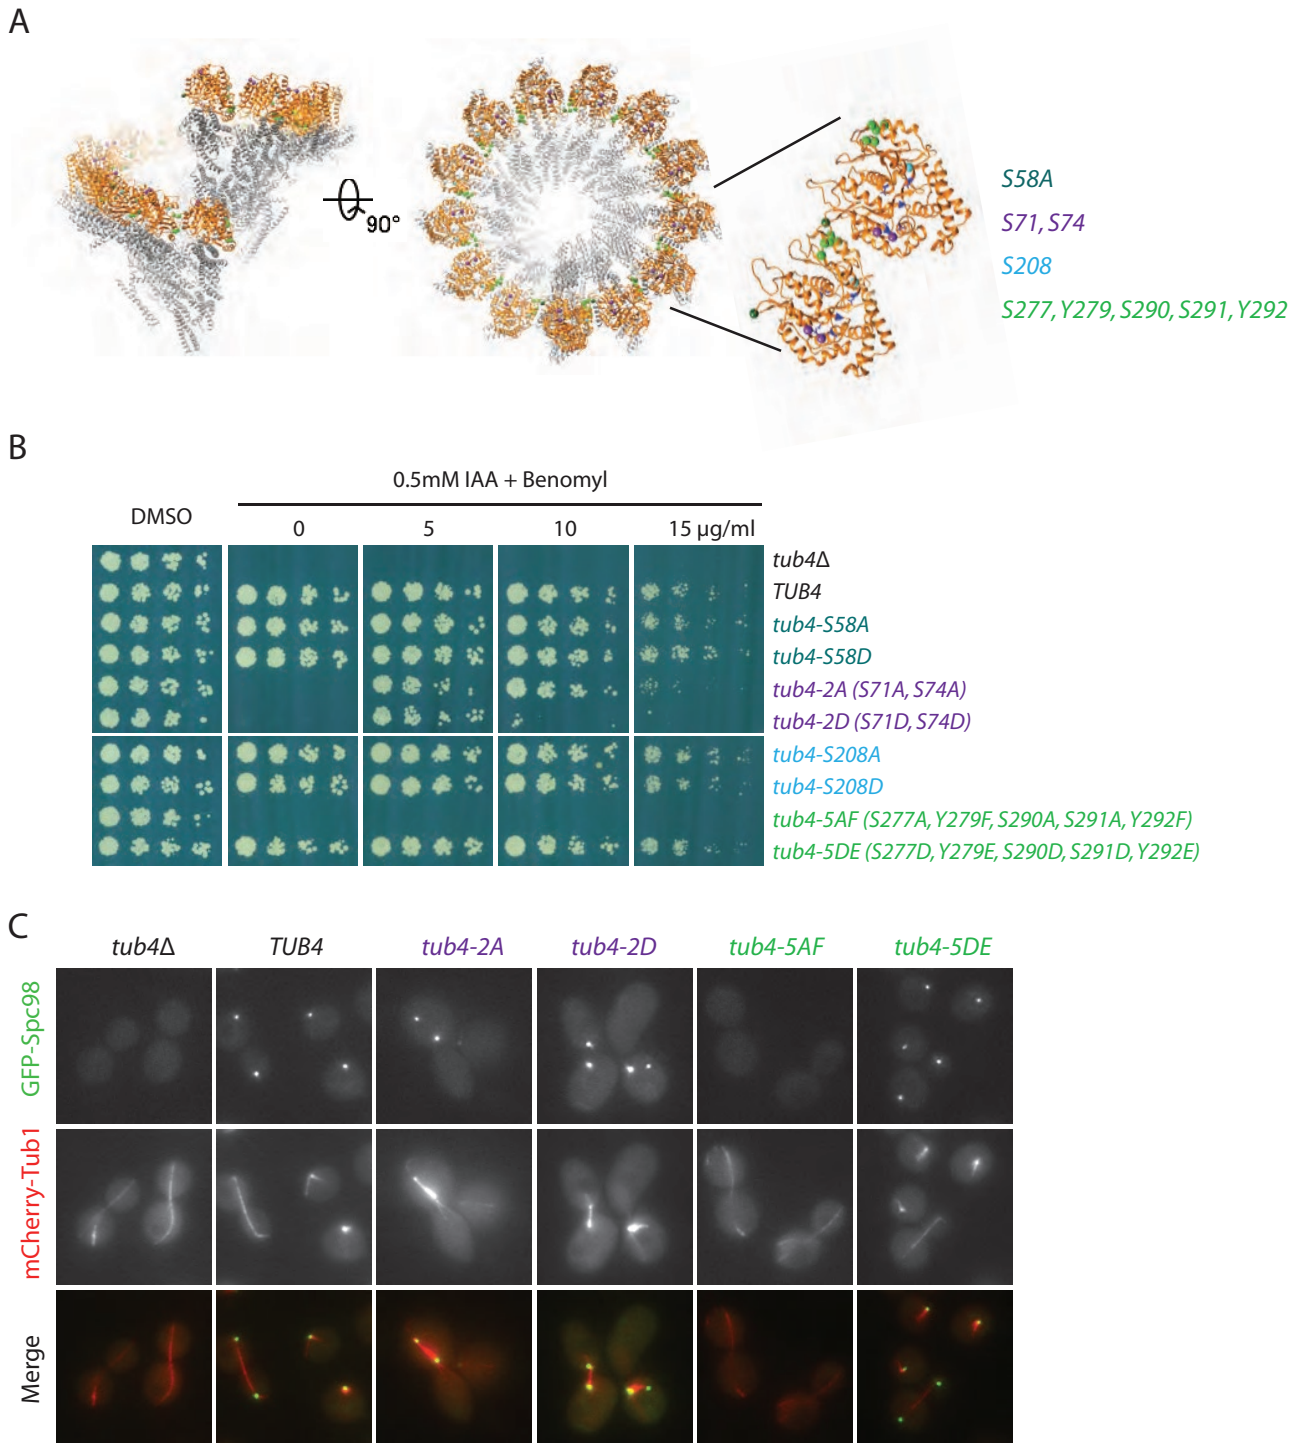 A
90°
S58A
S71, S74
S208
S277, Y279, S290, S291, Y292
B
0.5mM IAA + Benomyl
DMSO
0 5 10 15 µg/ml
tub4Δ
TUB4
tub4-S58A
tub4-S58D
tub4-2A (S71A, S74A)
tub4-2D (S71D, S74D)
tub4-S208A
tub4-S208D
tub4-5AF (S277A, Y279F, S290A, S291A, Y292F)
tub4-5DE (S277D, Y279E, S290D, S291D, Y292E)
C
tub4Δ TUB4 tub4-2A tub4-2D tub4-5AF tub4-5DE
GFP-Spc98
mCherry-Tub1
Merge